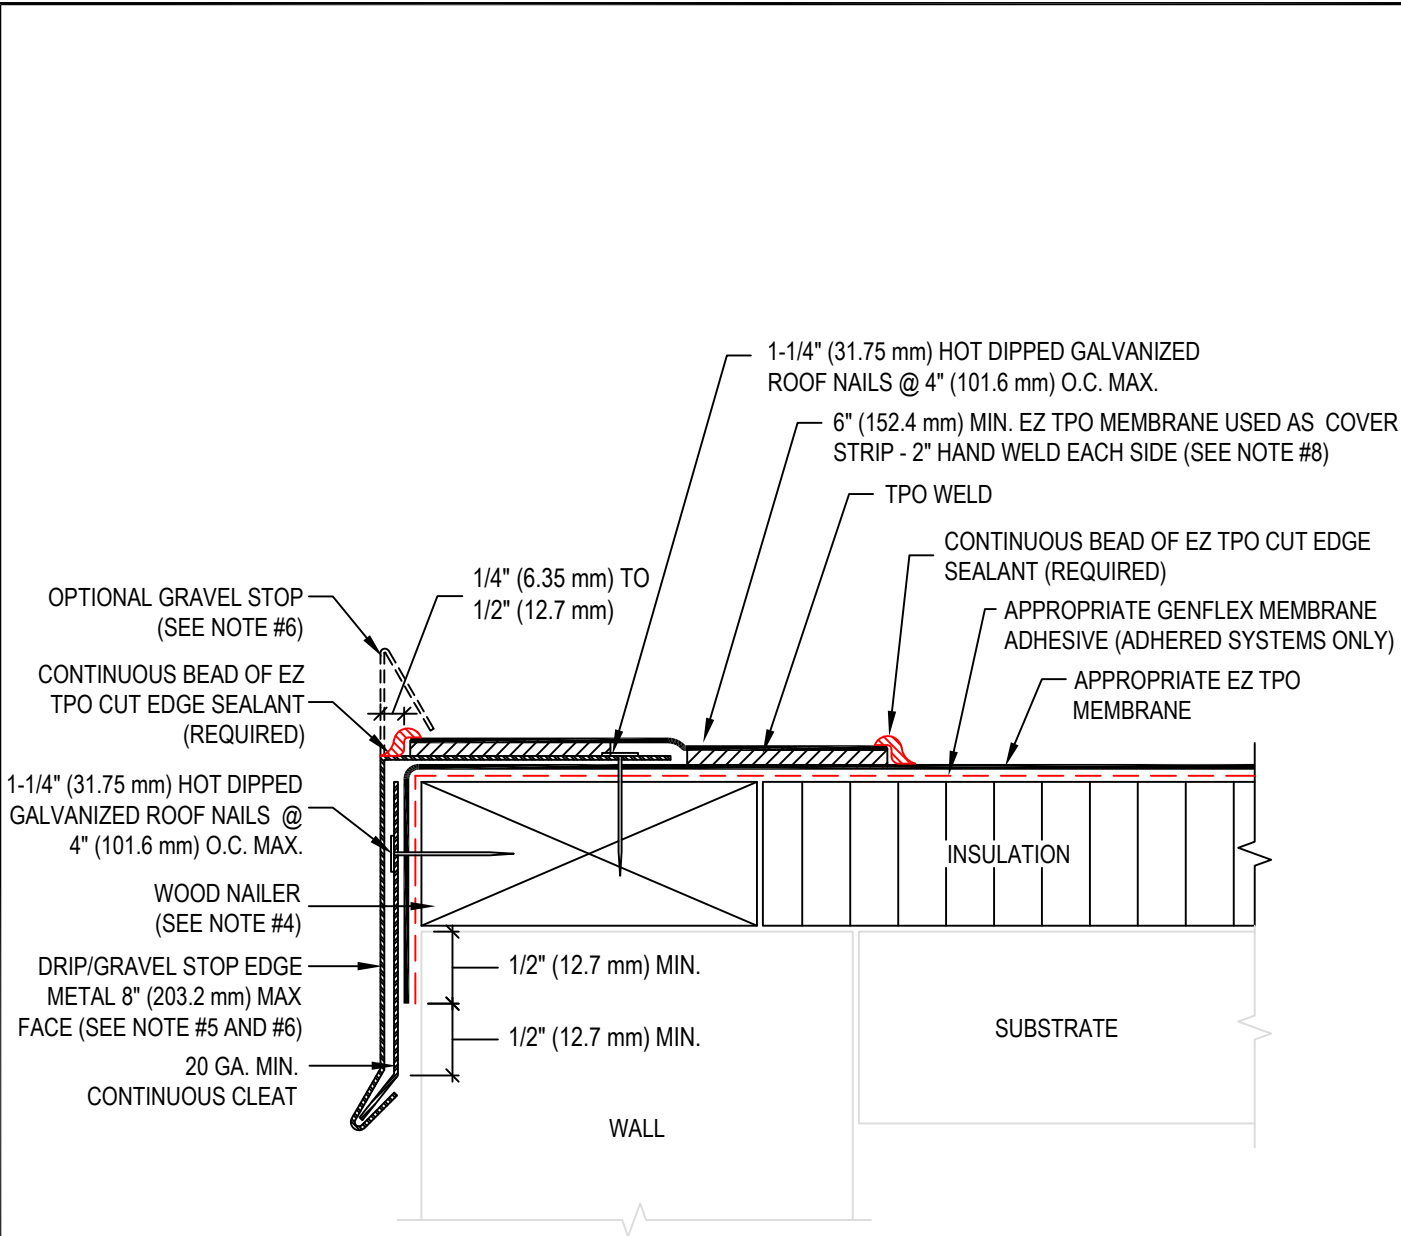 1-1/4" (31.75 mm) HOT DIPPED GALVANIZED
ROOF NAILS @ 4" (101.6 mm) O.C. MAX.
6" (152.4 mm) MIN. EZ TPO MEMBRANE USED AS COVER
STRIP - 2" HAND WELD EACH SIDE (SEE NOTE #8)
TPO WELD
CONTINUOUS BEAD OF EZ TPO CUT EDGE
SEALANT (REQUIRED)
APPROPRIATE GENFLEX MEMBRANE
ADHESIVE (ADHERED SYSTEMS ONLY)
APPROPRIATE EZ TPO
MEMBRANE
1/4" (6.35 mm) TO
1/2" (12.7 mm)
OPTIONAL GRAVEL STOP
(SEE NOTE #6)
CONTINUOUS BEAD OF EZ
TPO CUT EDGE SEALANT
(REQUIRED)
1-1/4" (31.75 mm) HOT DIPPED
GALVANIZED ROOF NAILS @
4" (101.6 mm) O.C. MAX.
WOOD NAILER
(SEE NOTE #4)
DRIP/GRAVEL STOP EDGE
METAL 8" (203.2 mm) MAX
FACE (SEE NOTE #5 AND #6)
20 GA. MIN.
CONTINUOUS CLEAT
INSULATION
1/2" (12.7 mm) MIN.
1/2" (12.7 mm) MIN.
SUBSTRATE
WALL